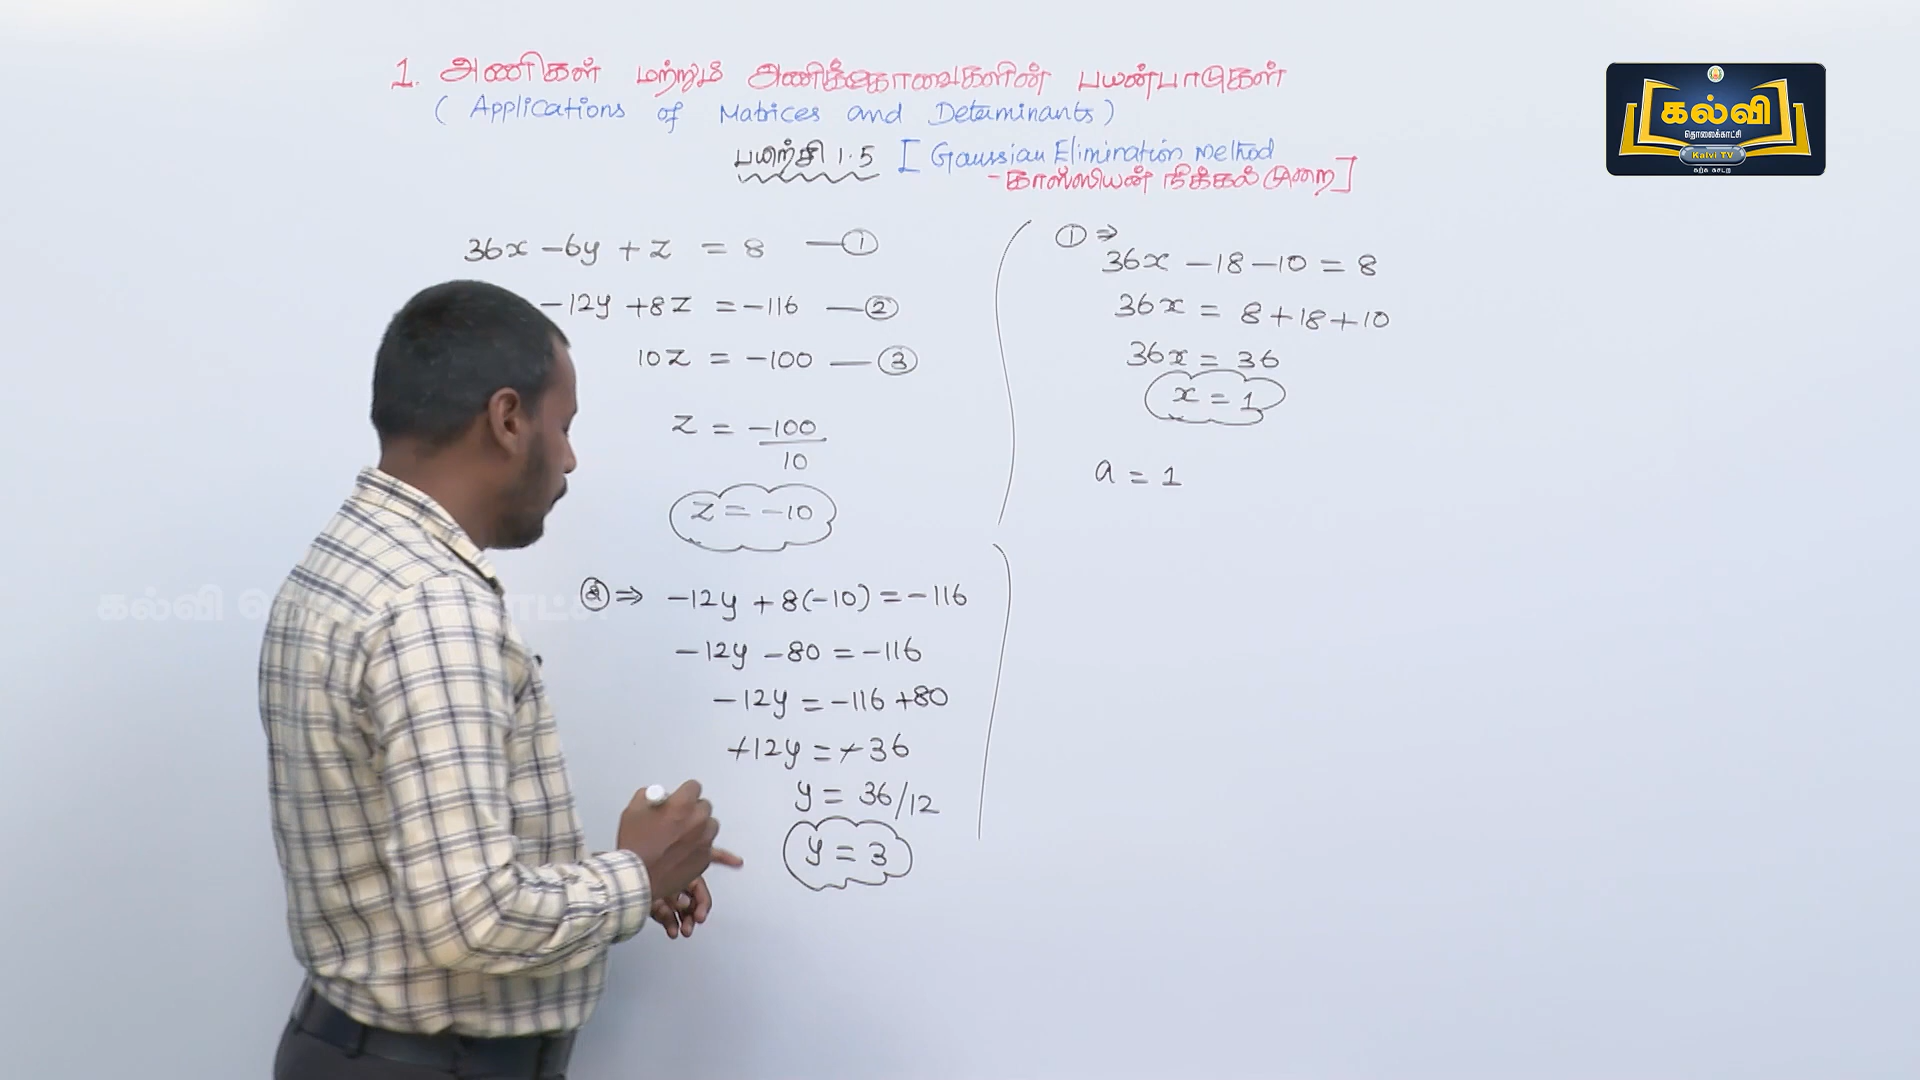 1. அணிகள் மற்றும் அணிக்கோவைகளின் பயன்பாடுகள்
( Applications of Matrices and Determinants )
பயிற்சி 1.5 [ Gaussian Elimination Method
- காஸ்ஸியன் நீக்கல் முறை ]
36x - 6y + z = 8 — ①
-12y + 8z = -116 — ②
10z = -100 — ③
z = -100
10
z = -10
② ⇒ -12y + 8(-10) = -116
-12y - 80 = -116
-12y = -116 + 80
-12y = -36
y = 36/12
y = 3
① ⇒
36x - 18 - 10 = 8
36x = 8 + 18 + 10
36x = 36
x = 1
a = 1
கல்வி
தொலைக்காட்சி
Kalvi TV
கற்க கசடற